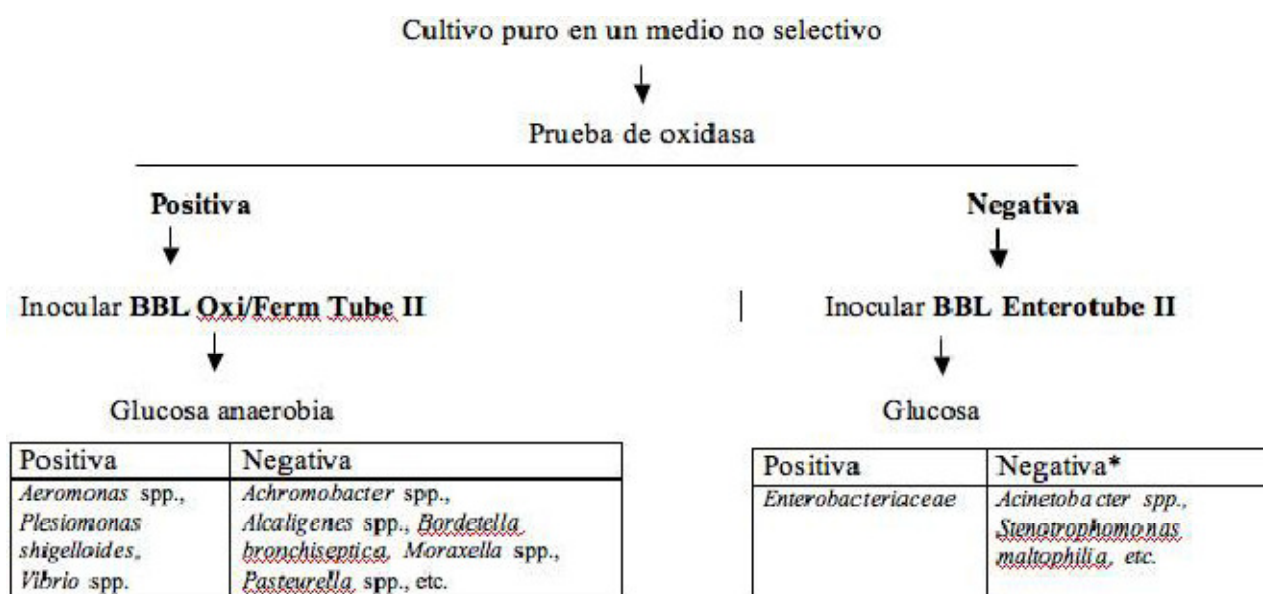 Cultivo puro en un medio no selectivo
Prueba de oxidasa
Positiva
Negativa
Inocular BBL Oxi/Ferm Tube II
Inocular BBL Enterotube II
Glucosa anaerobia
Glucosa
Positiva
Negativa
Aeromonas spp.,
Plesiomonas
shigelloides,
Vibrio spp.
Achromobacter spp.,
Alcaligenes spp., Bordetella
bronchiseptica, Moraxella spp.,
Pasteurella spp., etc.
Positiva
Negativa*
Enterobacteriaceae
Acinetobacter spp.,
Stenotrophomonas
maltophilia, etc.